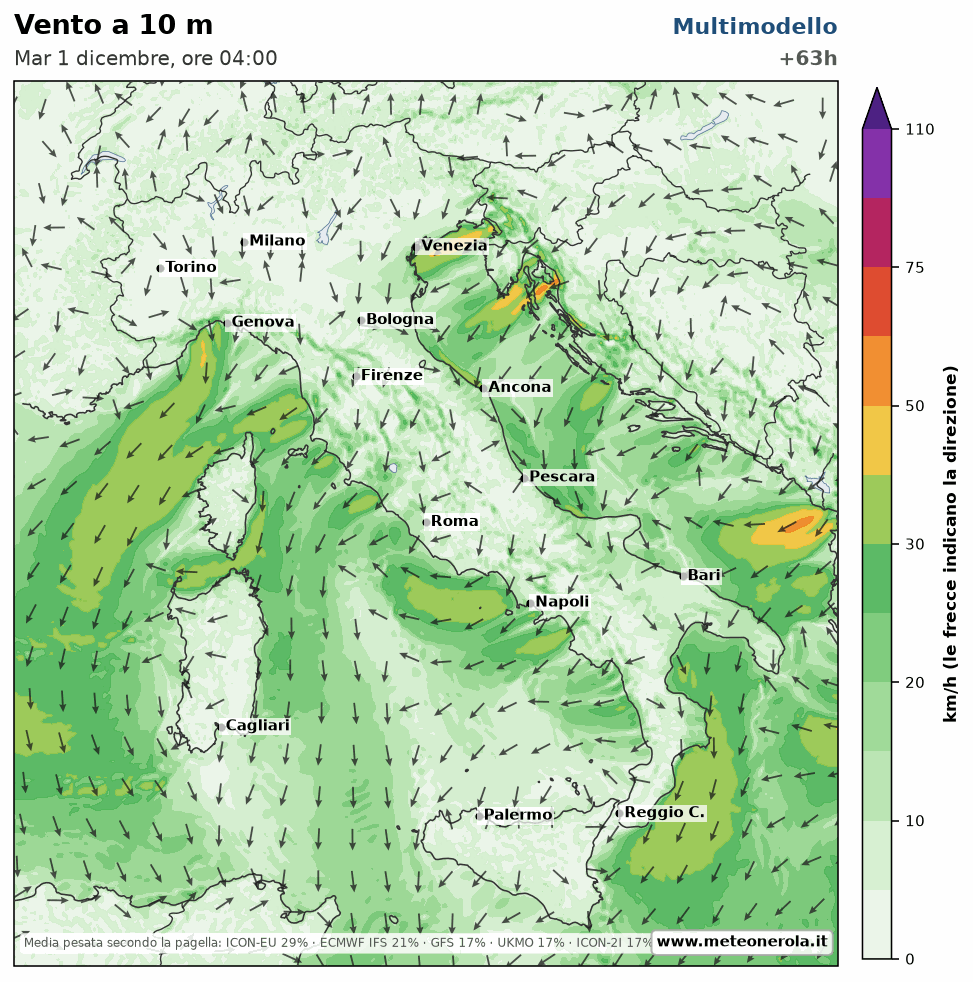 Vento a 10 m
Multimodello
Mar 1 dicembre, ore 04:00
+63h
110
75
50
30
20
10
0
km/h (le frecce indicano la direzione)
Venezia
Milano
Torino
Genova
Bologna
Firenze
Ancona
Pescara
Roma
Bari
Napoli
Cagliari
Palermo
Reggio C.
Media pesata secondo la pagella: ICON-EU 29% · ECMWF IFS 21% · GFS 17% · UKMO 17% · ICON-2I 17%
www.meteonerola.it